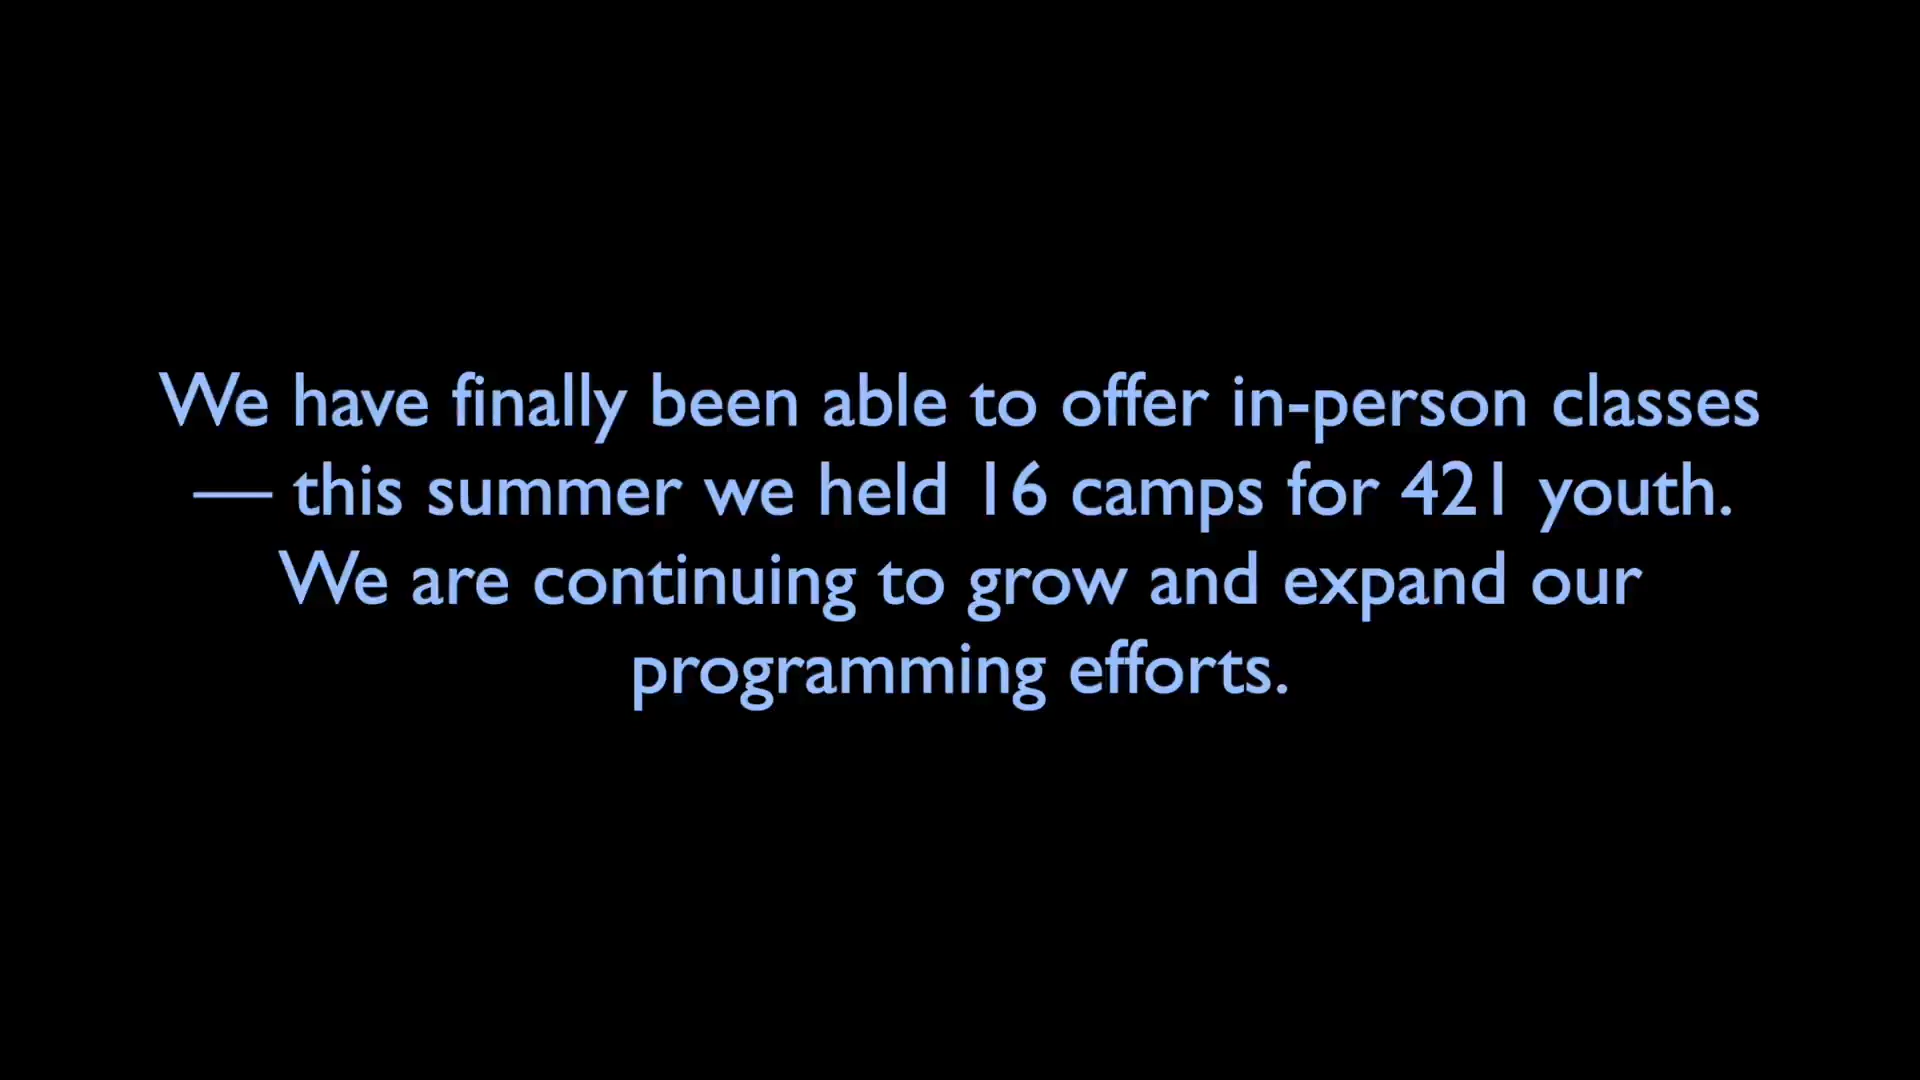 We have finally been able to offer in-person classes
— this summer we held 16 camps for 421 youth.
We are continuing to grow and expand our
programming efforts.